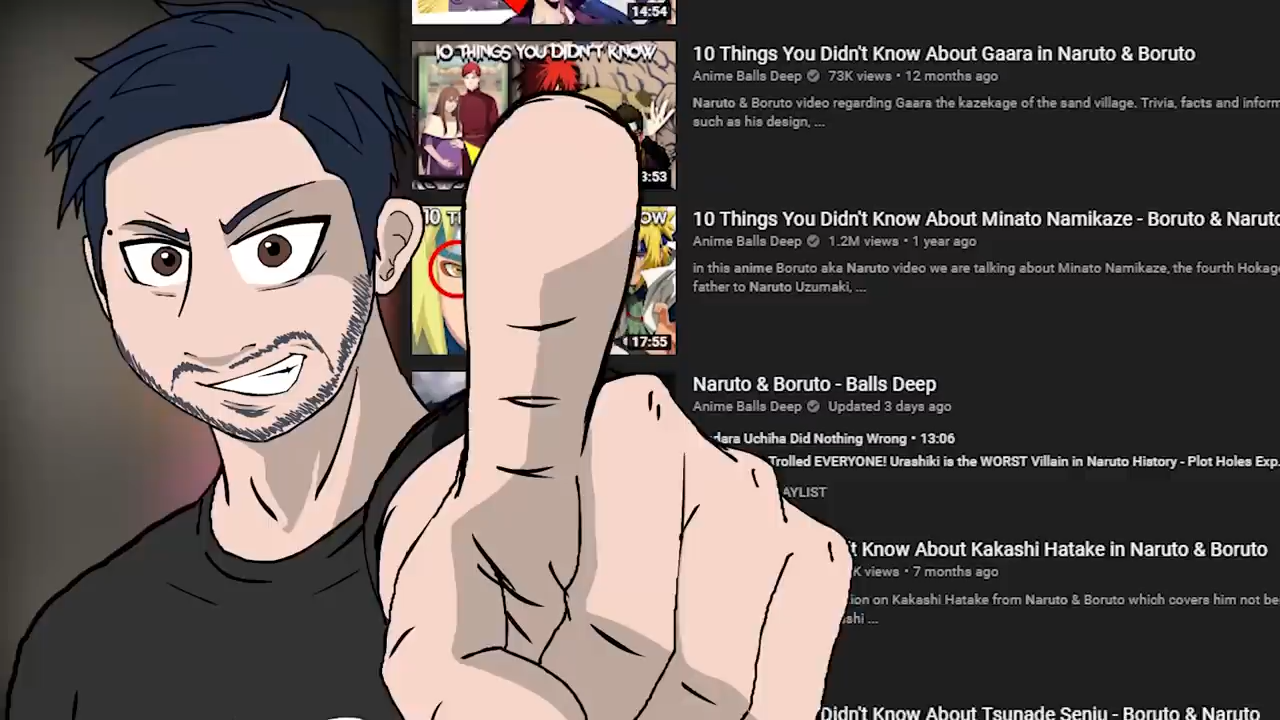 14:54
10 THINGS YOU DIDN'T KNOW
3:53
10 Things You Didn't Know About Gaara in Naruto & Boruto
Anime Balls Deep 73K views • 12 months ago
Naruto & Boruto video regarding Gaara the kazekage of the sand village. Trivia, facts and inform
such as his design, ...
10 T
OW
17:55
10 Things You Didn't Know About Minato Namikaze - Boruto & Naruto
Anime Balls Deep 1.2M views • 1 year ago
in this anime Boruto aka Naruto video we are talking about Minato Namikaze, the fourth Hokag
father to Naruto Uzumaki, ...
Naruto & Boruto - Balls Deep
Anime Balls Deep Updated 3 days ago
dara Uchiha Did Nothing Wrong • 13:06
Trolled EVERYONE! Urashiki is the WORST Villain in Naruto History - Plot Holes Exp
AYLIST
't Know About Kakashi Hatake in Naruto & Boruto
K views • 7 months ago
ion on Kakashi Hatake from Naruto & Boruto which covers him not be
shi ...
Didn't Know About Tsunade Senju - Boruto & Naruto